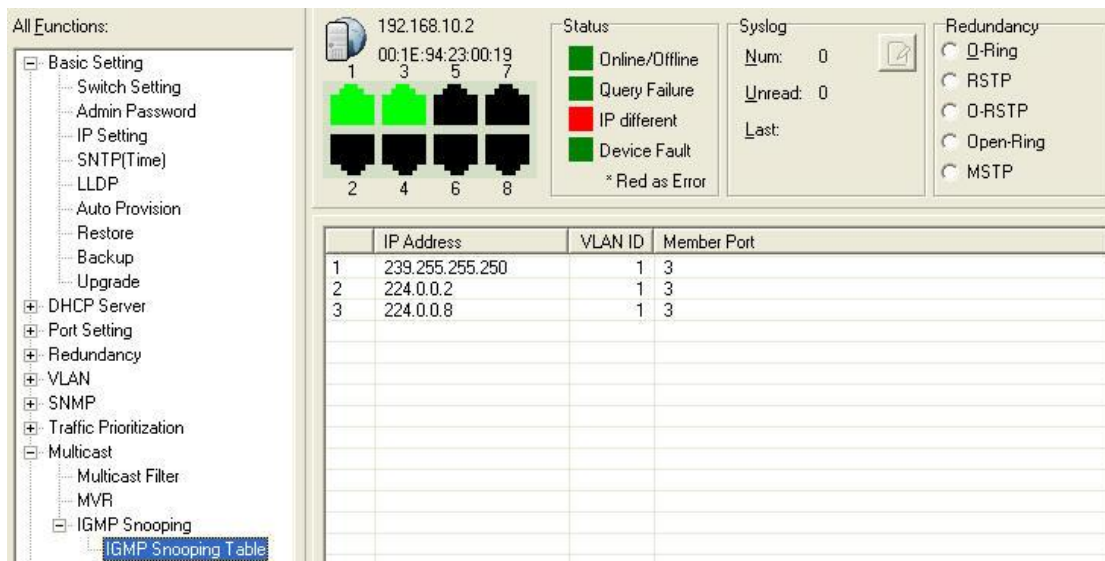 All Functions:
Basic Setting
Switch Setting
Admin Password
IP Setting
SNTP(Time)
LLDP
Auto Provision
Restore
Backup
Upgrade
DHCP Server
Port Setting
Redundancy
VLAN
SNMP
Traffic Prioritization
Multicast
Multicast Filter
MVR
IGMP Snooping
IGMP Snooping Table
192.168.10.2
00:1E:94:23:00:19
1 3 5 7
2 4 6 8
Status
Online/Offline
Query Failure
IP different
Device Fault
* Red as Error
Syslog
Num: 0
Unread: 0
Last:
Redundancy
O-Ring
RSTP
O-RSTP
Open-Ring
MSTP
IP Address VLAN ID Member Port
1 239.255.255.250 1 3
2 224.0.0.2 1 3
3 224.0.0.8 1 3